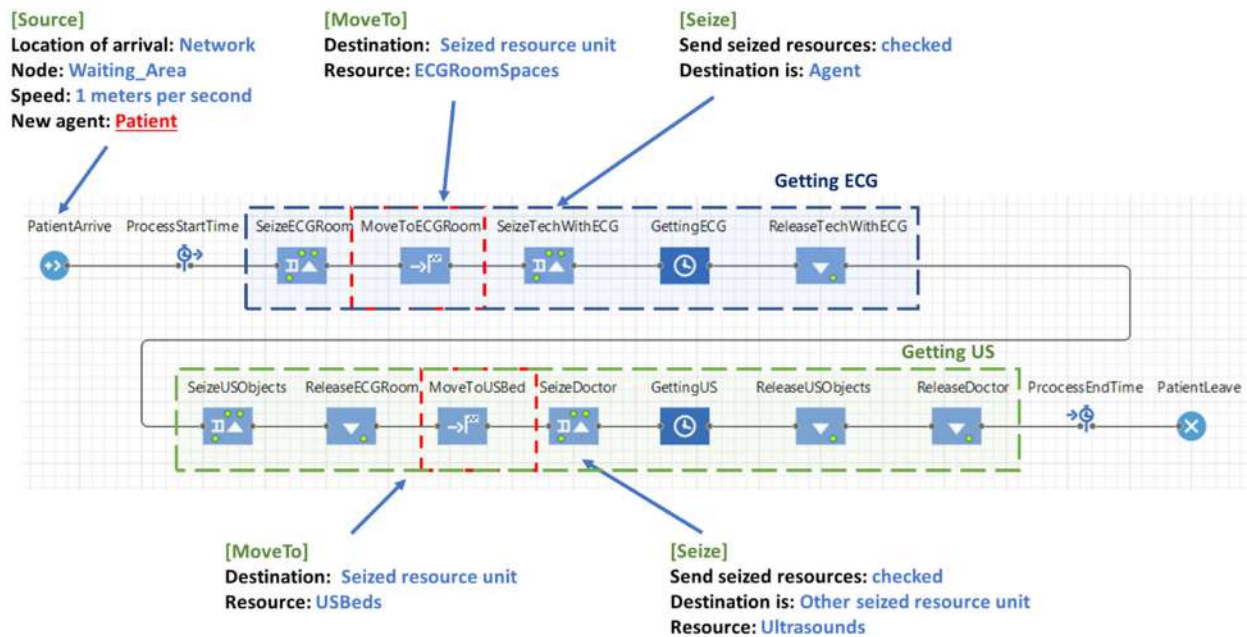 [Source]
Location of arrival: Network
Node: Waiting_Area
Speed: 1 meters per second
New agent: Patient
[MoveTo]
Destination: Seized resource unit
Resource: ECGRoomSpaces
[Seize]
Send seized resources: checked
Destination is: Agent
Getting ECG
PatientArrive ProcessStartTime SeizeECGRoom MoveToECGRoom SeizeTechWithECG GettingECG ReleaseTechWithECG
Getting US
SeizeUSObjects ReleaseECGRoom MoveToUSBed SeizeDoctor GettingUS ReleaseUSObjects ReleaseDoctor PrcocessEndTime PatientLeave
[MoveTo]
Destination: Seized resource unit
Resource: USBeds
[Seize]
Send seized resources: checked
Destination is: Other seized resource unit
Resource: Ultrasounds